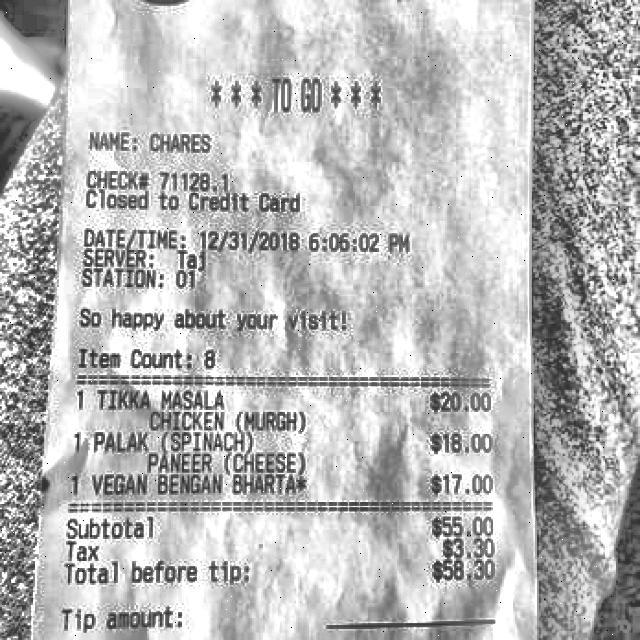 * * * TO GO * * *
NAME: CHARES
CHECK# 71128.1
Closed to Credit Card
DATE/TIME: 12/31/2018 6:06:02 PM
SERVER: Taj
STATION: 01
So happy about your visit!
Item Count: 8
1 TIKKA MASALA $20.00
CHICKEN (MURGH)
1 PALAK (SPINACH) $18.00
PANEER (CHEESE)
1 VEGAN BENGAN BHARTA* $17.00
Subtotal $55.00
Tax $3.30
Total before tip: $58.30
Tip amount: